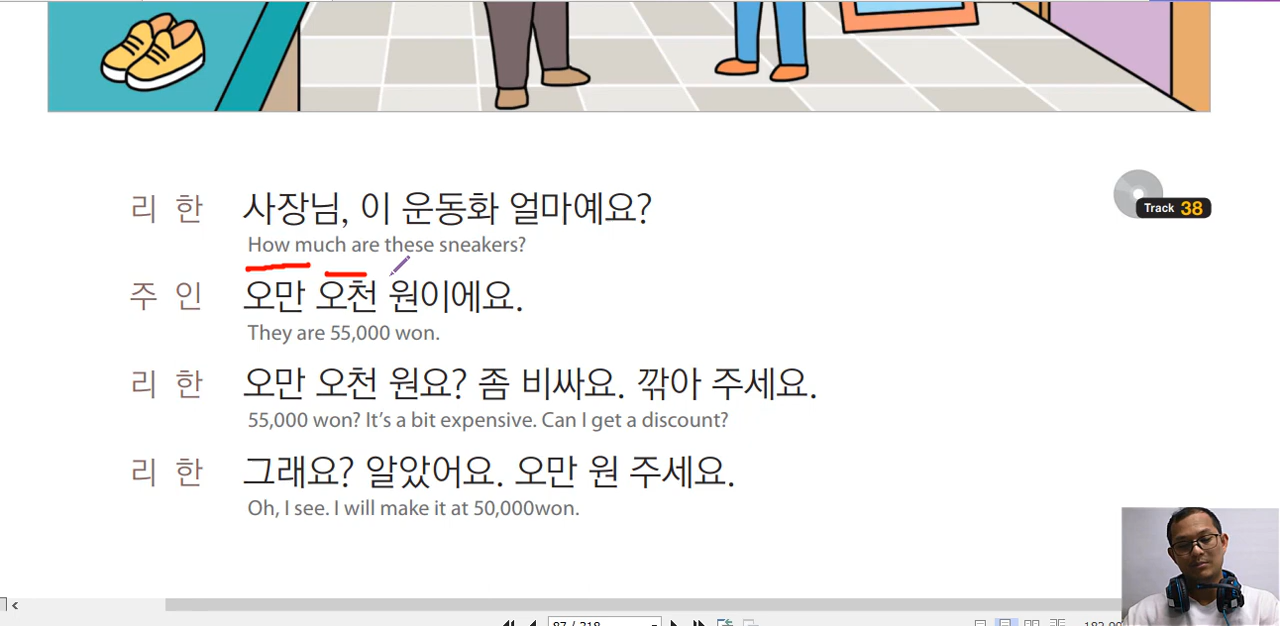 리 한 사장님, 이 운동화 얼마예요?
How much are these sneakers?
Track 38
주 인 오만 오천 원이에요.
They are 55,000 won.
리 한 오만 오천 원요? 좀 비싸요. 깎아 주세요.
55,000 won? It's a bit expensive. Can I get a discount?
리 한 그래요? 알았어요. 오만 원 주세요.
Oh, I see. I will make it at 50,000won.
87 / 218